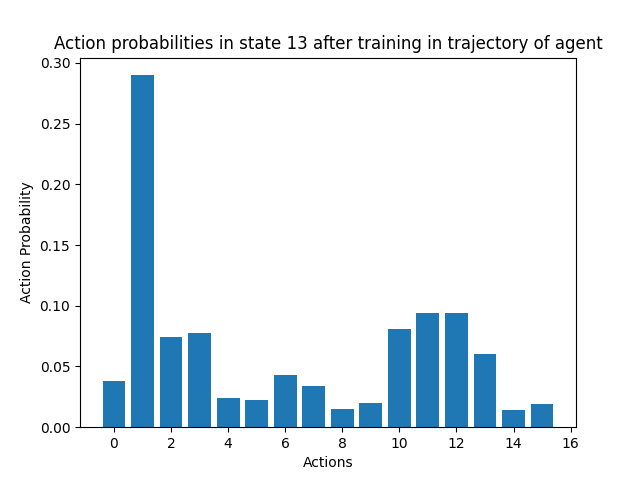 Action probabilities in state 13 after training in trajectory of agent
0.30
0.25
0.20
0.15
0.10
0.05
0.00
Action Probability
0 2 4 6 8 10 12 14 16
Actions